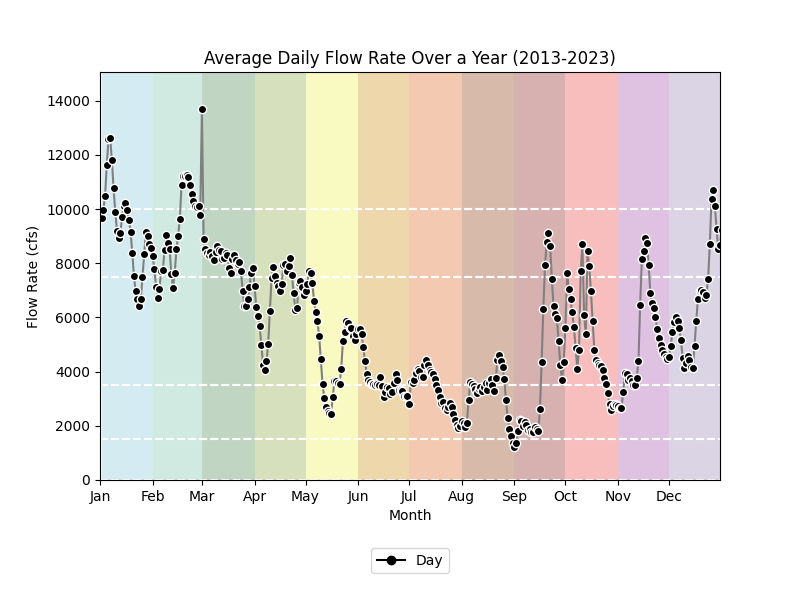 Average Daily Flow Rate Over a Year (2013-2023)
Flow Rate (cfs)
14000
12000
10000
8000
6000
4000
2000
0
Jan Feb Mar Apr May Jun Jul Aug Sep Oct Nov Dec
Month
Day